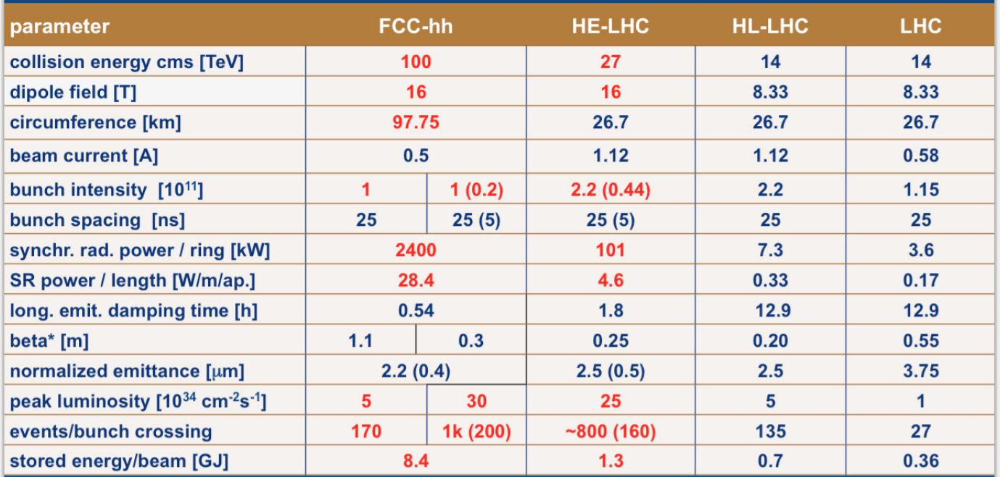 parameter FCC-hh HE-LHC HL-LHC LHC
collision energy cms [TeV] 100 27 14 14
dipole field [T] 16 16 8.33 8.33
circumference [km] 97.75 26.7 26.7 26.7
beam current [A] 0.5 1.12 1.12 0.58
bunch intensity [10¹¹] 1 1 (0.2) 2.2 (0.44) 2.2 1.15
bunch spacing [ns] 25 25 (5) 25 (5) 25 25
synchr. rad. power / ring [kW] 2400 101 7.3 3.6
SR power / length [W/m/ap.] 28.4 4.6 0.33 0.17
long. emit. damping time [h] 0.54 1.8 12.9 12.9
beta* [m] 1.1 0.3 0.25 0.20 0.55
normalized emittance [μm] 2.2 (0.4) 2.5 (0.5) 2.5 3.75
peak luminosity [10³⁴ cm⁻²s⁻¹] 5 30 25 5 1
events/bunch crossing 170 1k (200) ~800 (160) 135 27
stored energy/beam [GJ] 8.4 1.3 0.7 0.36